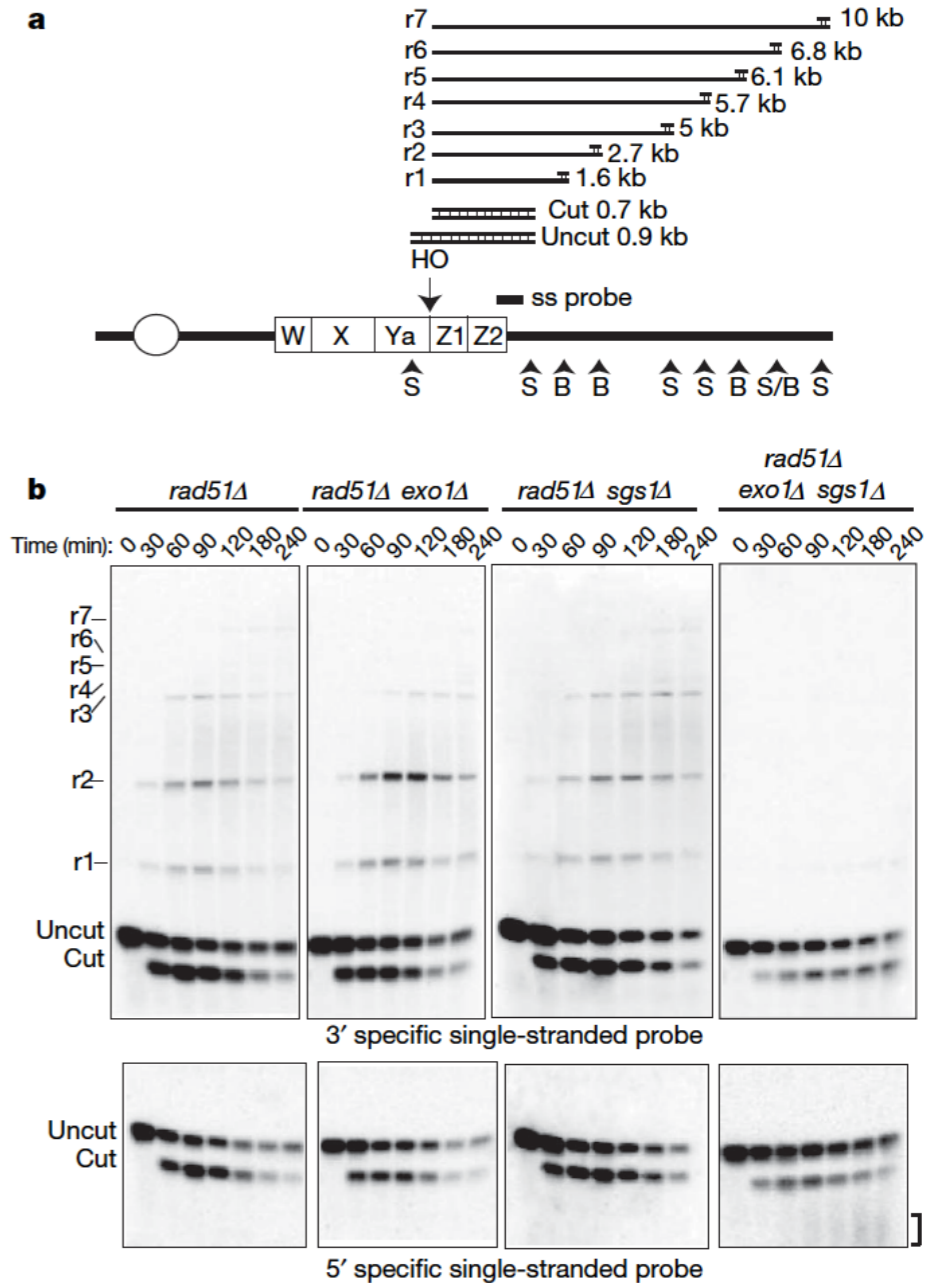 a
r7 10 kb
r6 6.8 kb
r5 6.1 kb
r4 5.7 kb
r3 5 kb
r2 2.7 kb
r1 1.6 kb
Cut 0.7 kb
Uncut 0.9 kb
HO
ss probe
W X Ya Z1 Z2
S S B B S S B S/B S
b
rad51Δ rad51Δ exo1Δ rad51Δ sgs1Δ rad51Δ exo1Δ sgs1Δ
Time (min): 0 30 60 90 120 180 240 0 30 60 90 120 180 240 0 30 60 90 120 180 240 0 30 60 90 120 180 240
r7
r6
r5
r4
r3
r2
r1
Uncut
Cut
3′ specific single-stranded probe
Uncut
Cut
5′ specific single-stranded probe